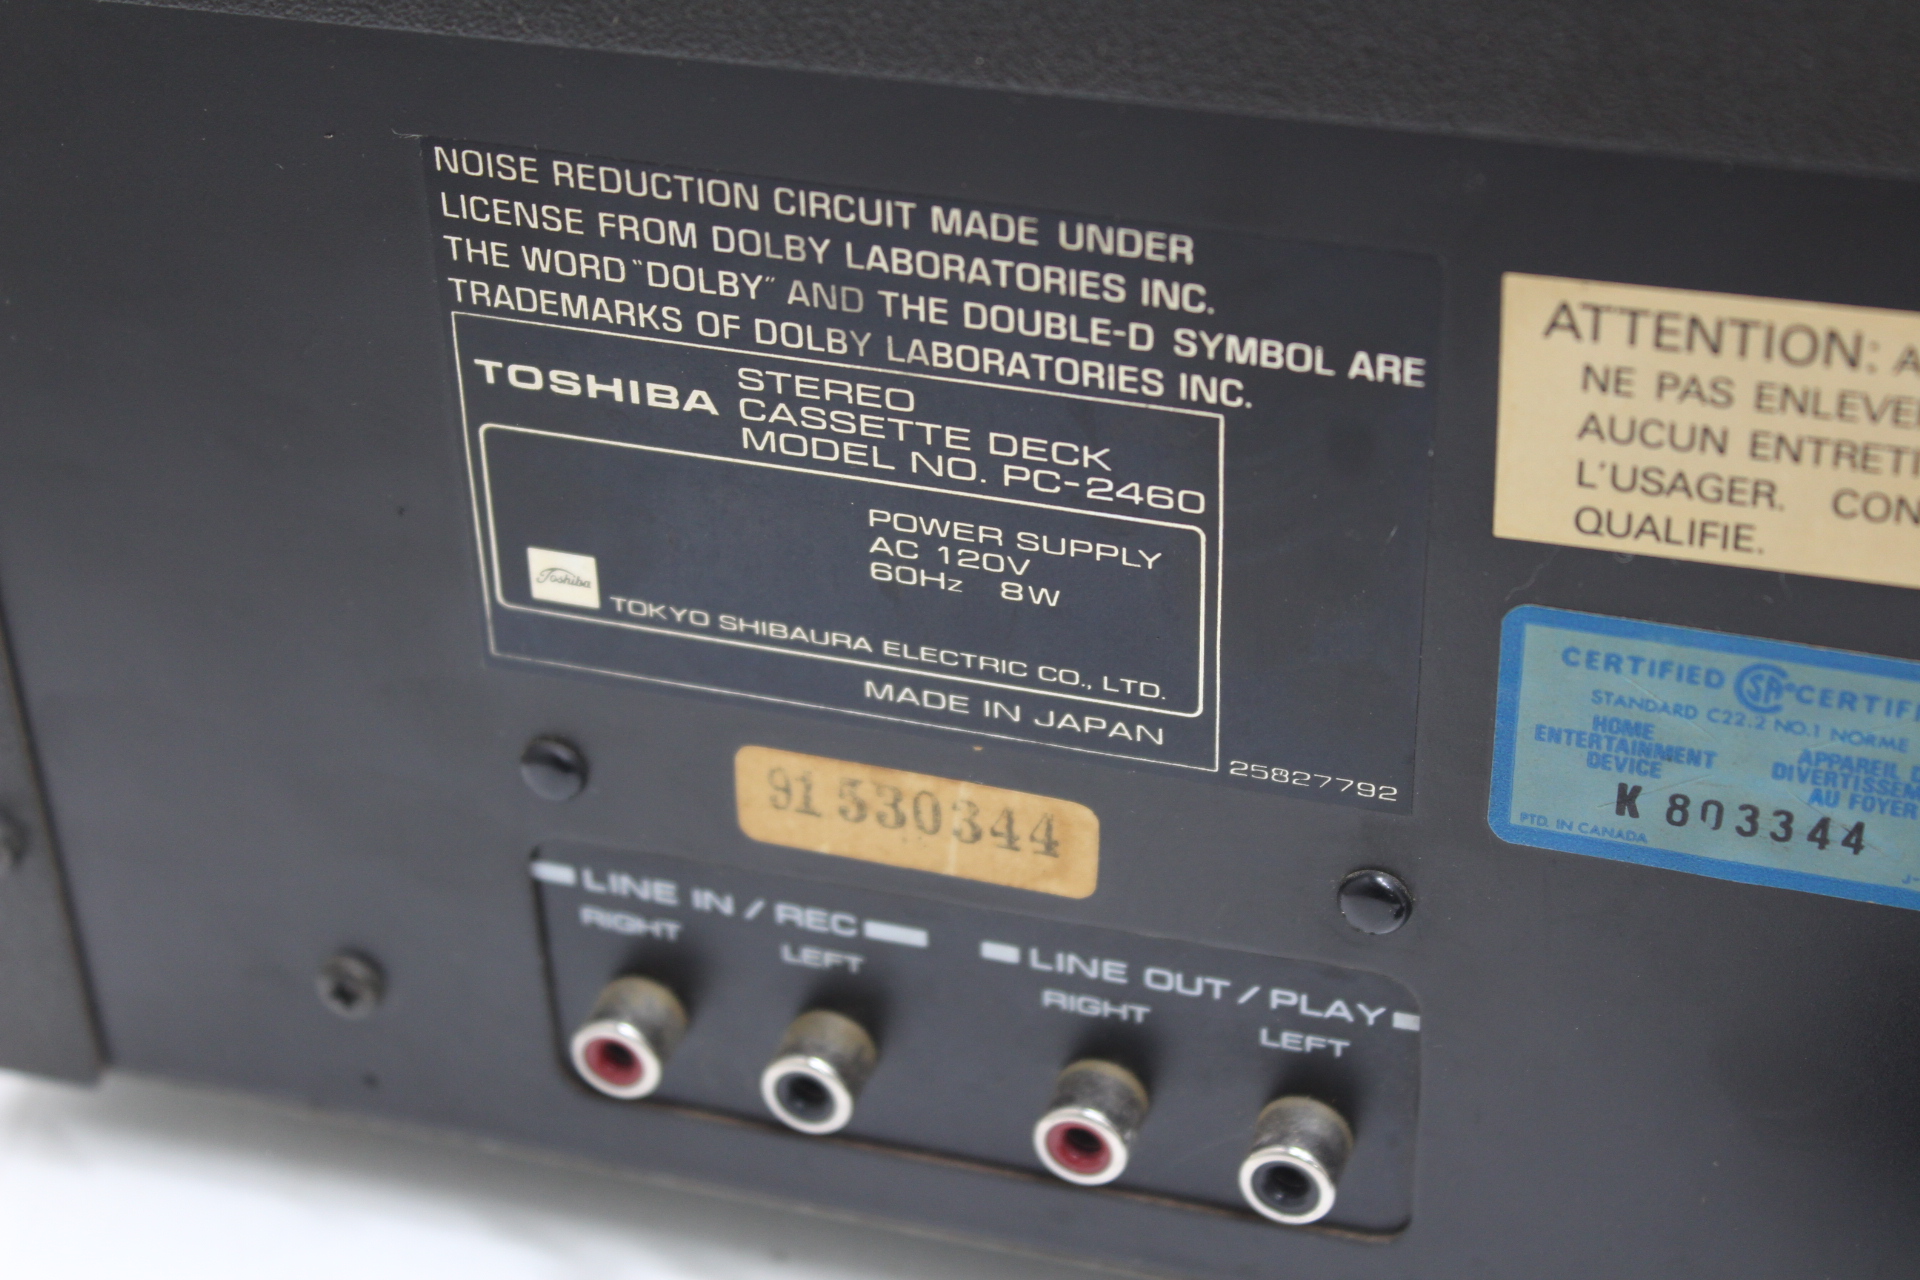 NOISE REDUCTION CIRCUIT MADE UNDER
LICENSE FROM DOLBY LABORATORIES INC.
THE WORD "DOLBY" AND THE DOUBLE-D SYMBOL ARE
TRADEMARKS OF DOLBY LABORATORIES INC.
TOSHIBA
STEREO
CASSETTE DECK
MODEL NO. PC-2460
POWER SUPPLY
AC 120V
60Hz 8W
Toshiba
TOKYO SHIBAURA ELECTRIC CO., LTD.
MADE IN JAPAN
25827792
91530344
LINE IN / REC
RIGHT
LEFT
LINE OUT / PLAY
RIGHT
LEFT
ATTENTION: A
NE PAS ENLEVE
AUCUN ENTRETI
L'USAGER. CON
QUALIFIE.
CERTIFIED SA CERTIFI
STANDARD C22.2 NO.1 NORME
HOME
ENTERTAINMENT
DEVICE
APPAREIL D
DIVERTISSEM
AU FOYER
K 803344
PTD. IN CANADA
J-